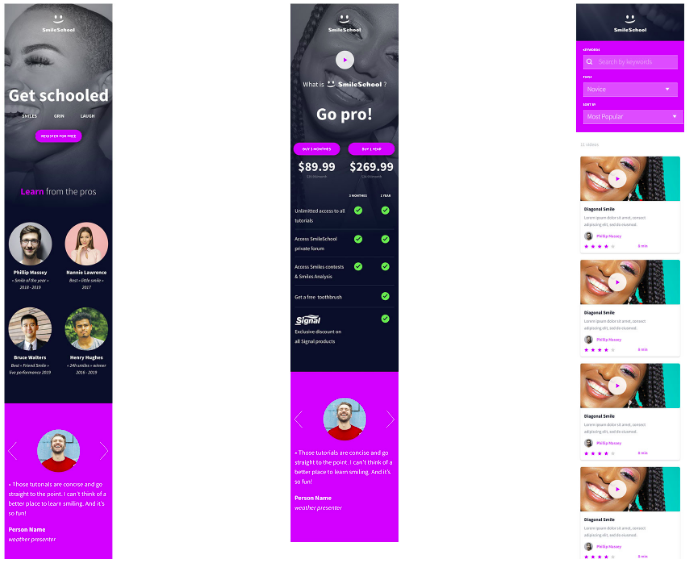 SmileSchool
Get schooled
SMILES GRIN LAUGH
REGISTER FOR FREE
Learn from the pros
Phillip Massey
« Smile of the year »
2018 - 2019
Ronnie Lawrence
Best « little smile »
2017
Bruce Walters
Best « Friend Smile »
live performance 2019
Henry Hughes
« 24h smiles » winner
2018 - 2019
« Those tutorials are concise and go
straight to the point. I can't think of a
better place to learn smiling. And it's
so fun!
Person Name
weather presenter
SmileSchool
What is SmileSchool ?
Go pro!
BUY 3 MONTHS
BUY 1 YEAR
$89.99
$269.99
3 MONTHS
1 YEAR
Unlimitted access to all
tutorials
Access SmileSchool
private forum
Access Smiles contests
& Smiles Analysis
Get a free toothbrush
Signal
Exclusive discount on
all Signal products
« Those tutorials are concise and go
straight to the point. I can't think of a
better place to learn smiling. And it's
so fun!
Person Name
weather presenter
SmileSchool
KEYWORDS
Search by keywords
TOPIC
Novice
SORT BY
Most Popular
videos
Diagonal Smile
Lorem ipsum dolor sit amet, consect
adipiscing elit, sed do eiusmod.
Phillip Massey
8 min
Diagonal Smile
Lorem ipsum dolor sit amet, consect
adipiscing elit, sed do eiusmod.
Phillip Massey
8 min
Diagonal Smile
Lorem ipsum dolor sit amet, consect
adipiscing elit, sed do eiusmod.
Phillip Massey
8 min
Diagonal Smile
Lorem ipsum dolor sit amet, consect
adipiscing elit, sed do eiusmod.
Phillip Massey
8 min